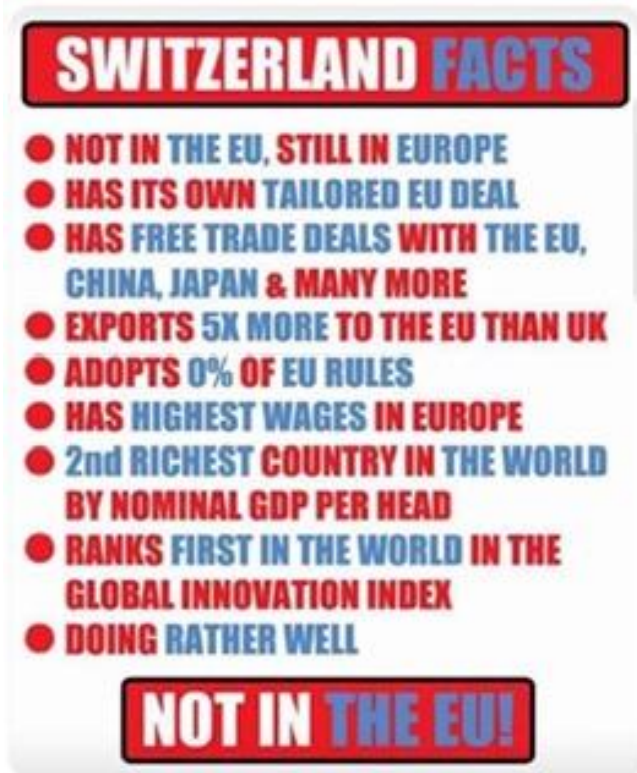 SWITZERLAND FACTS
● NOT IN THE EU, STILL IN EUROPE
● HAS ITS OWN TAILORED EU DEAL
● HAS FREE TRADE DEALS WITH THE EU,
CHINA, JAPAN & MANY MORE
● EXPORTS 5X MORE TO THE EU THAN UK
● ADOPTS 0% OF EU RULES
● HAS HIGHEST WAGES IN EUROPE
● 2nd RICHEST COUNTRY IN THE WORLD
BY NOMINAL GDP PER HEAD
● RANKS FIRST IN THE WORLD IN THE
GLOBAL INNOVATION INDEX
● DOING RATHER WELL
NOT IN THE EU!